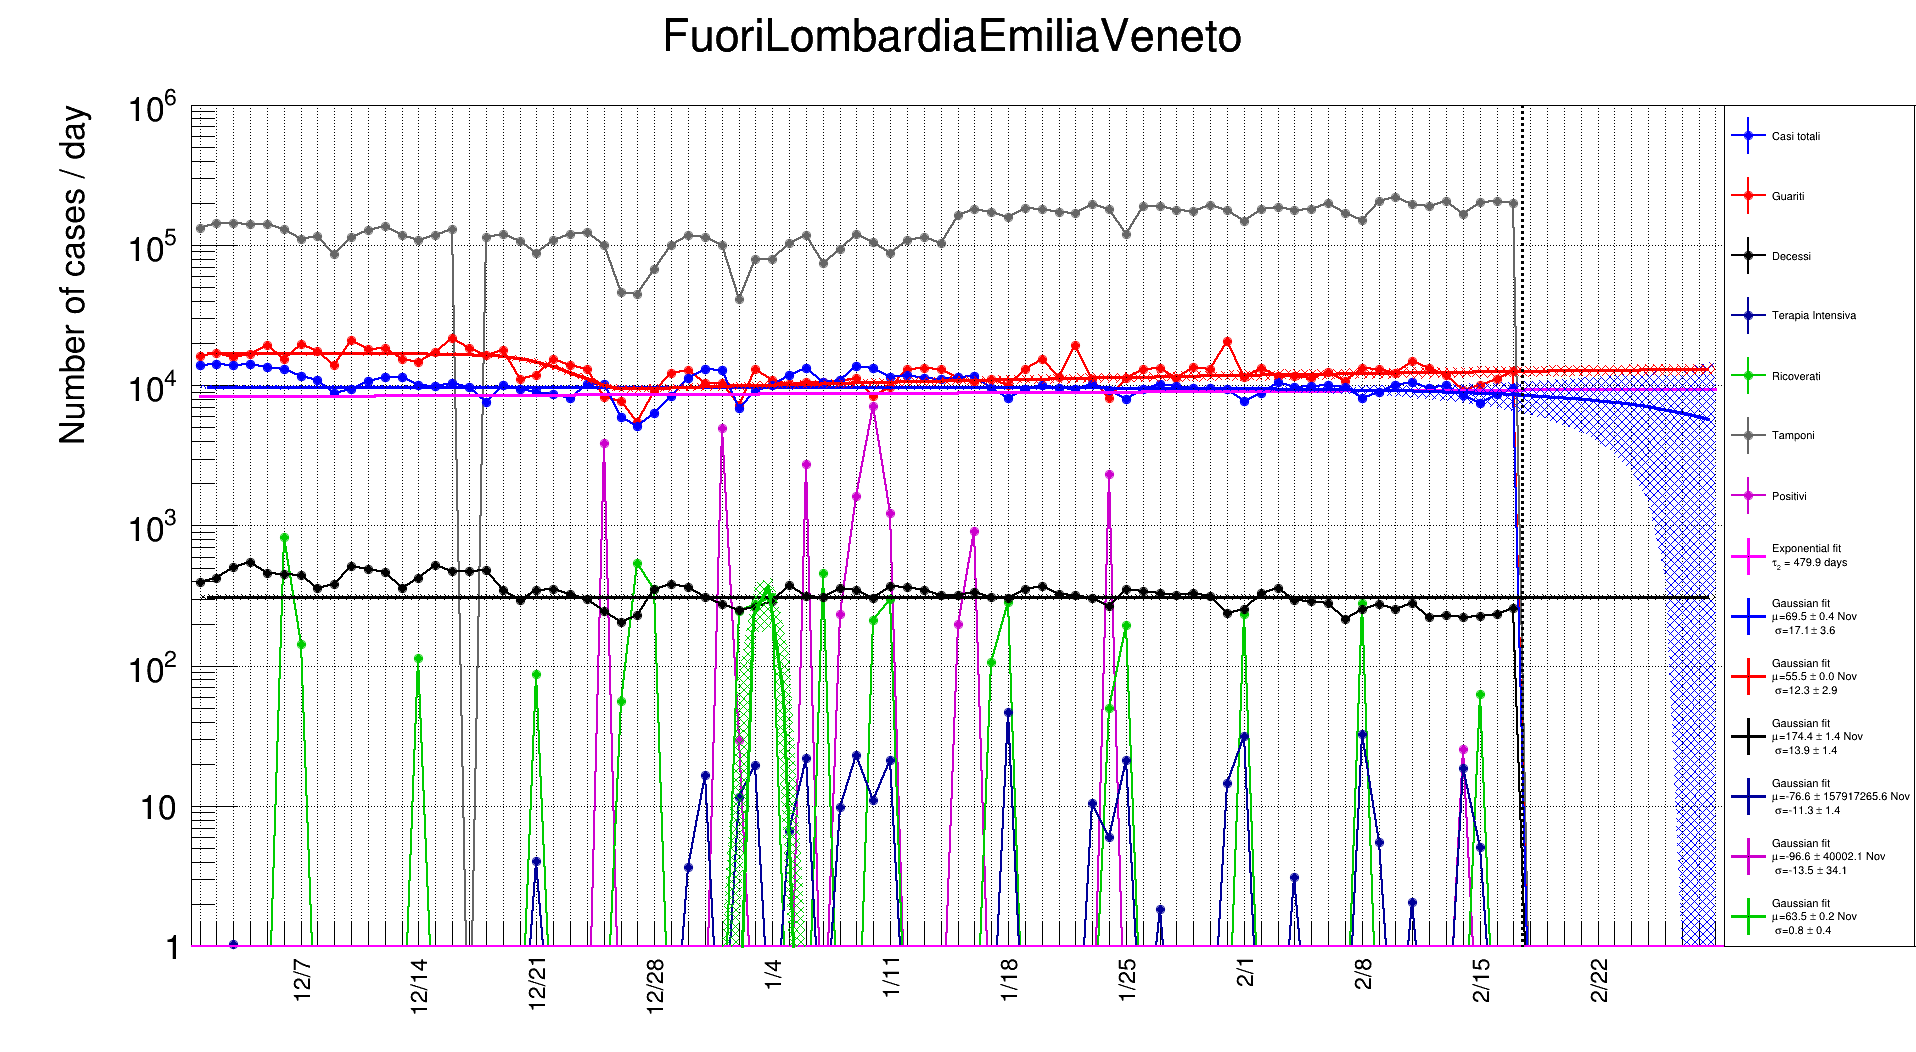 FuoriLombardiaEmiliaVeneto
Number of cases / day
10^6
10^5
10^4
10^3
10^2
10
1
12/7
12/14
12/21
12/28
1/4
1/11
1/18
1/25
2/1
2/8
2/15
2/22
Casi totali
Guariti
Decessi
Terapia Intensiva
Ricoverati
Tamponi
Positivi
Exponential fit
τ₂ = 479.9 days
Gaussian fit
μ=69.5 ± 0.4 Nov
σ=17.1 ± 3.6
Gaussian fit
μ=55.5 ± 0.0 Nov
σ=12.3 ± 2.9
Gaussian fit
μ=174.4 ± 1.4 Nov
σ=13.9 ± 1.4
Gaussian fit
μ=-76.6 ± 157917265.6 Nov
σ=-11.3 ± 1.4
Gaussian fit
μ=-96.6 ± 40002.1 Nov
σ=-13.5 ± 34.1
Gaussian fit
μ=63.5 ± 0.2 Nov
σ=0.8 ± 0.4